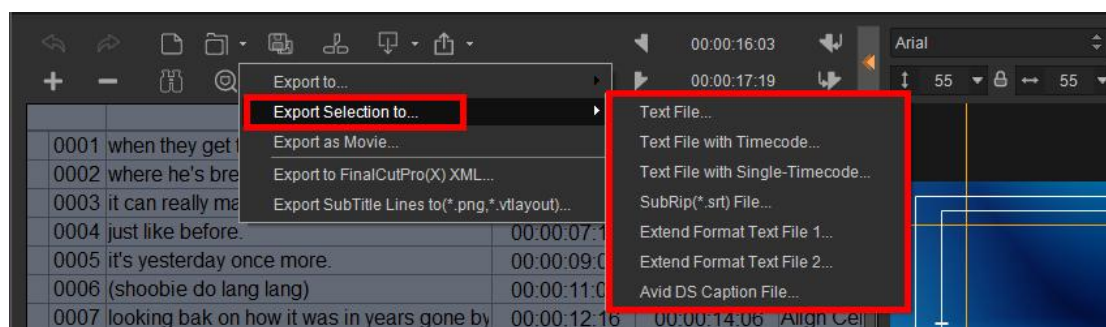 00:00:16:03
Arial
00:00:17:19
55
55
Export to...
Export Selection to...
Export as Movie...
Export to FinalCutPro(X) XML...
Export SubTitle Lines to(*.png,*.vtlayout)...
Text File...
Text File with Timecode...
Text File with Single-Timecode...
SubRip(*.srt) File...
Extend Format Text File 1...
Extend Format Text File 2...
Avid DS Caption File...
0001 when they get
0002 where he's
0003 it can really
0004 just like before.
0005 it's yesterday once more.
0006 (shoobie do lang lang)
0007 looking bak on how it was in years gone by 00:00:12:16 00:00:14:06 Align